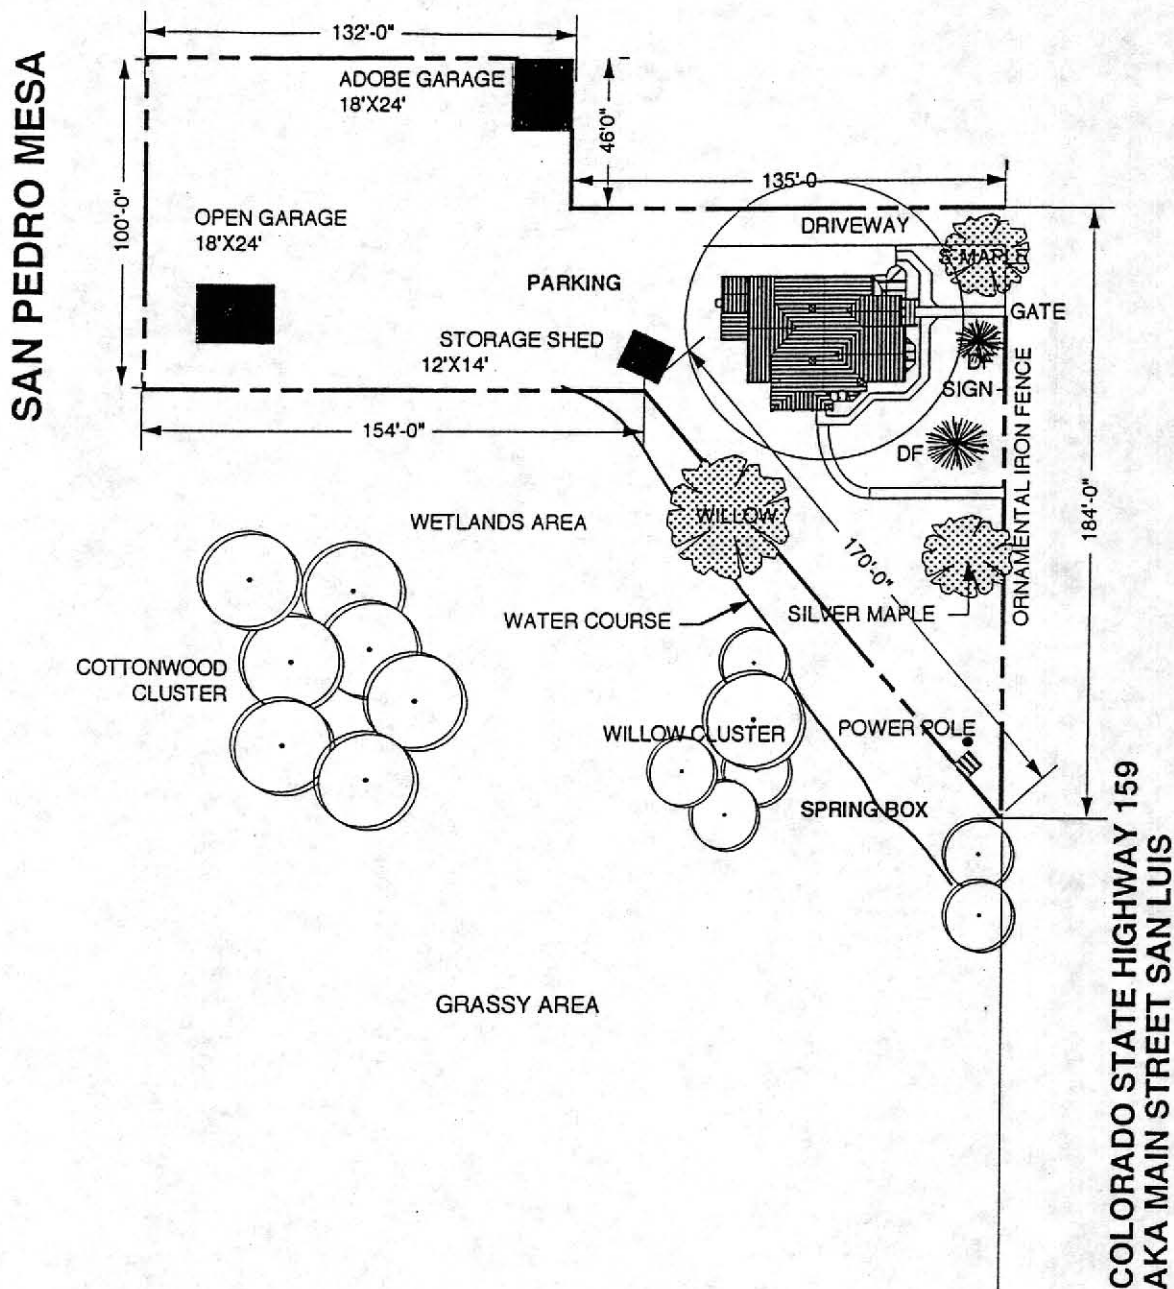 132'-0"
SAN PEDRO MESA
ADOBE GARAGE
18'X24'
46'0"
100'-0"
135'-0
OPEN GARAGE
18'X24'
DRIVEWAY
S MAPLE
PARKING
GATE
STORAGE SHED
12'X14'
DF
SIGN
ORNAMENTAL IRON FENCE
154'-0"
DF
184'-0"
WETLANDS AREA
WILLOW
170'-0"
WATER COURSE
SILVER MAPLE
COTTONWOOD
CLUSTER
WILLOW CLUSTER
POWER POLE
SPRING BOX
GRASSY AREA
COLORADO STATE HIGHWAY 159
AKA MAIN STREET SAN LUIS